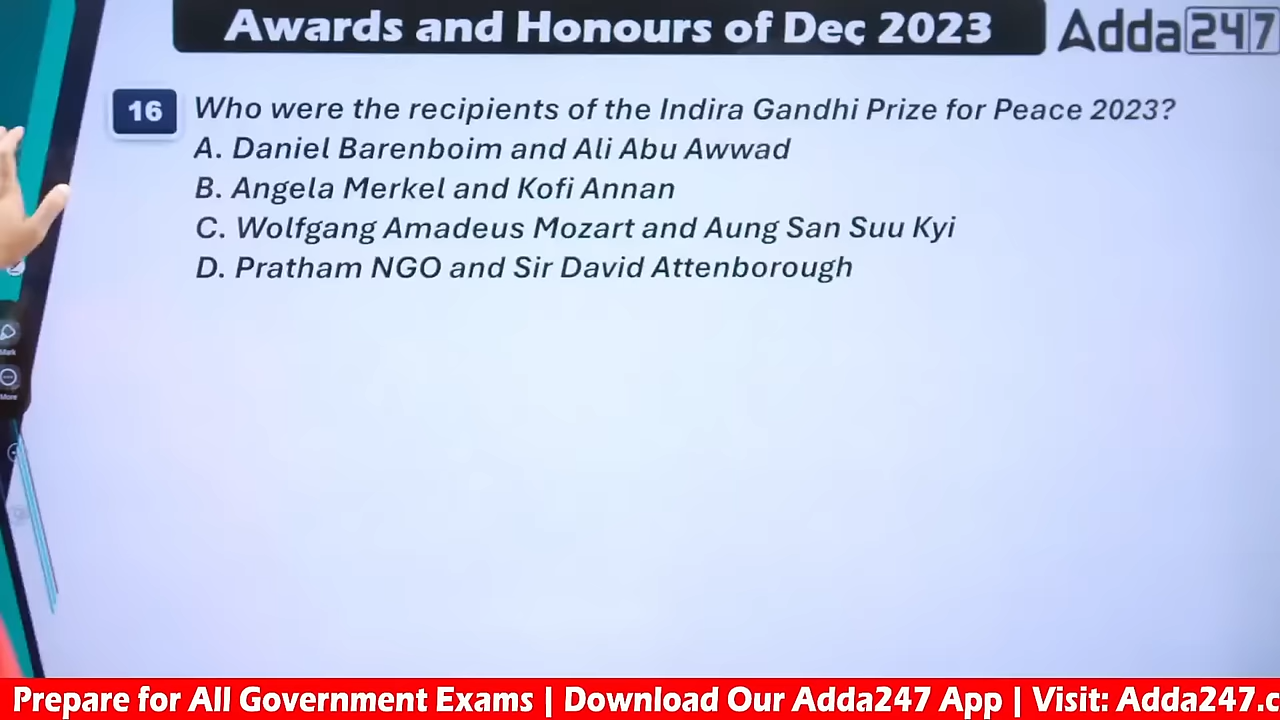 Awards and Honours of Dec 2023
Adda247
16 Who were the recipients of the Indira Gandhi Prize for Peace 2023?
A. Daniel Barenboim and Ali Abu Awwad
B. Angela Merkel and Kofi Annan
C. Wolfgang Amadeus Mozart and Aung San Suu Kyi
D. Pratham NGO and Sir David Attenborough
Mark
More
Prepare for All Government Exams | Download Our Adda247 App | Visit: Adda247.c